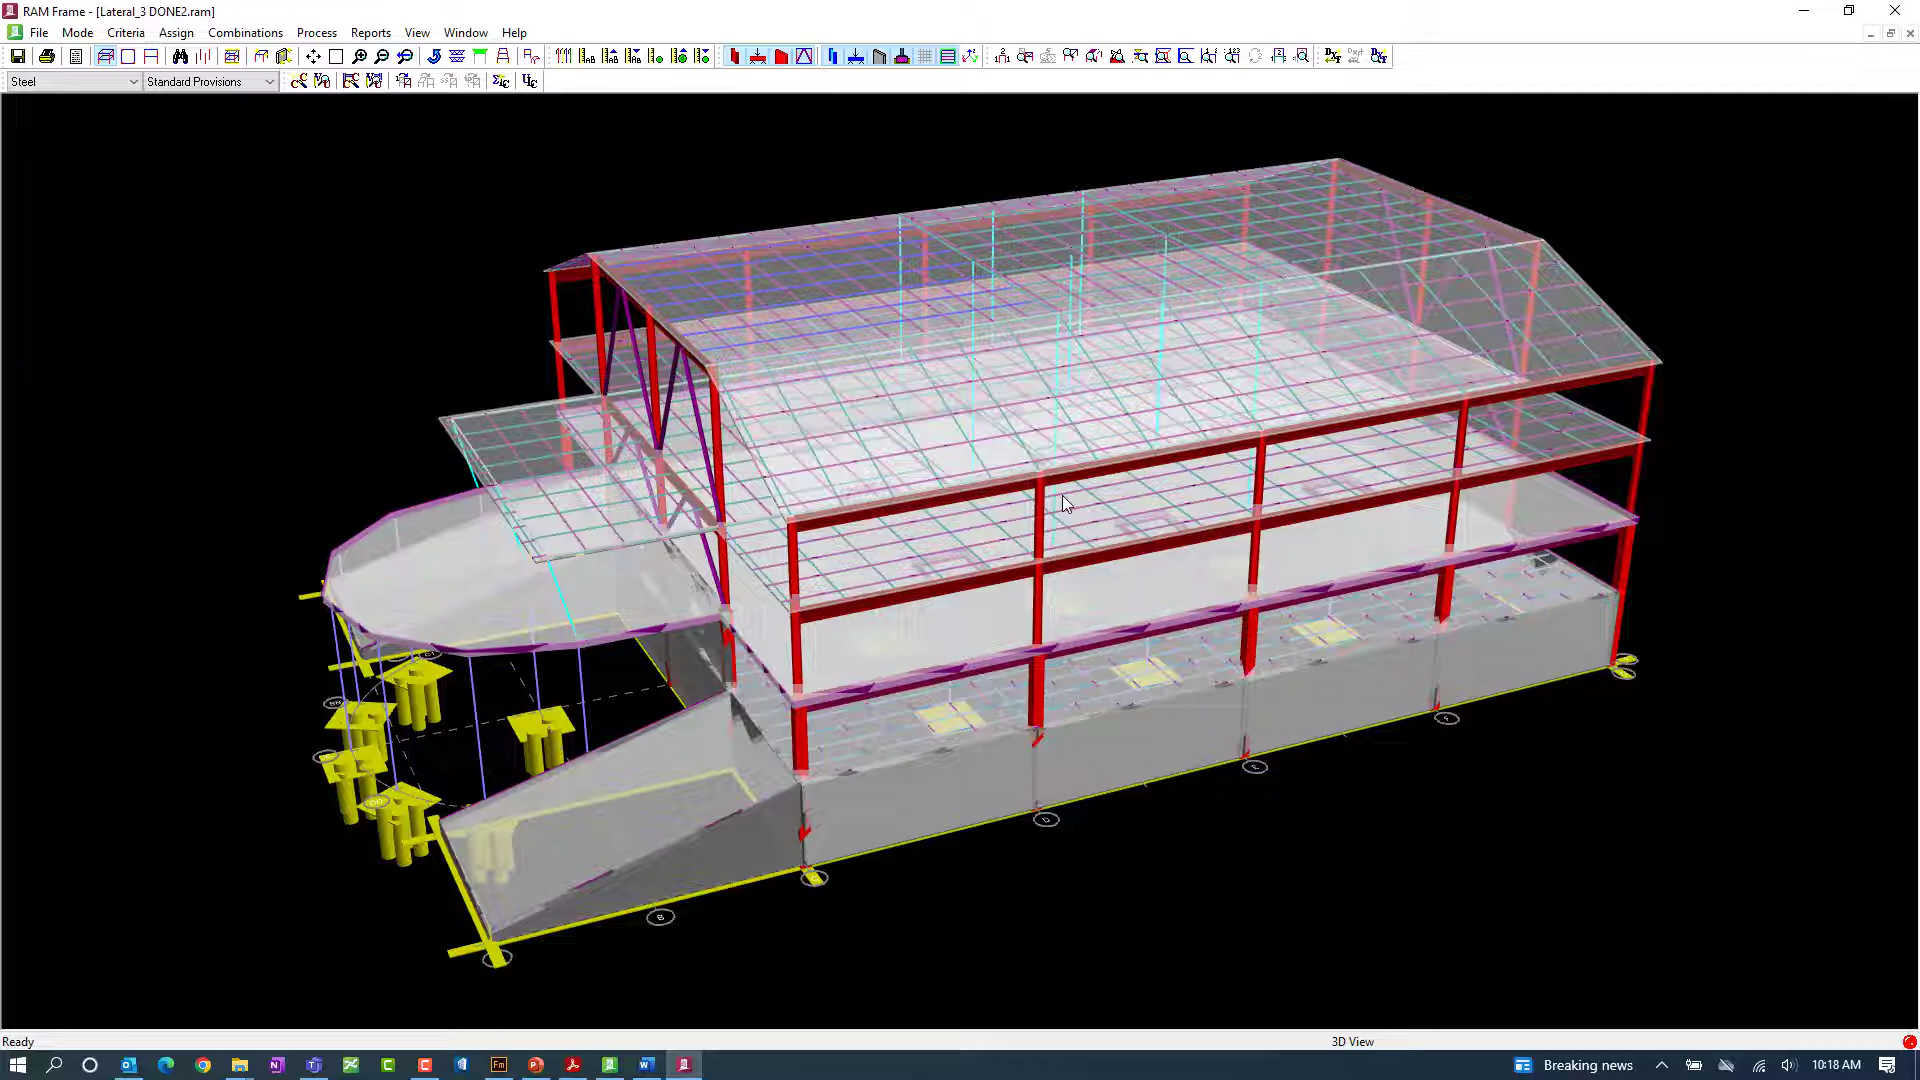 RAM Frame - [Lateral_3 DONE2.ram]
File Mode Criteria Assign Combinations Process Reports View Window Help
Steel Standard Provisions
B
D
E
Ready
3D View
Breaking news
10:18 AM